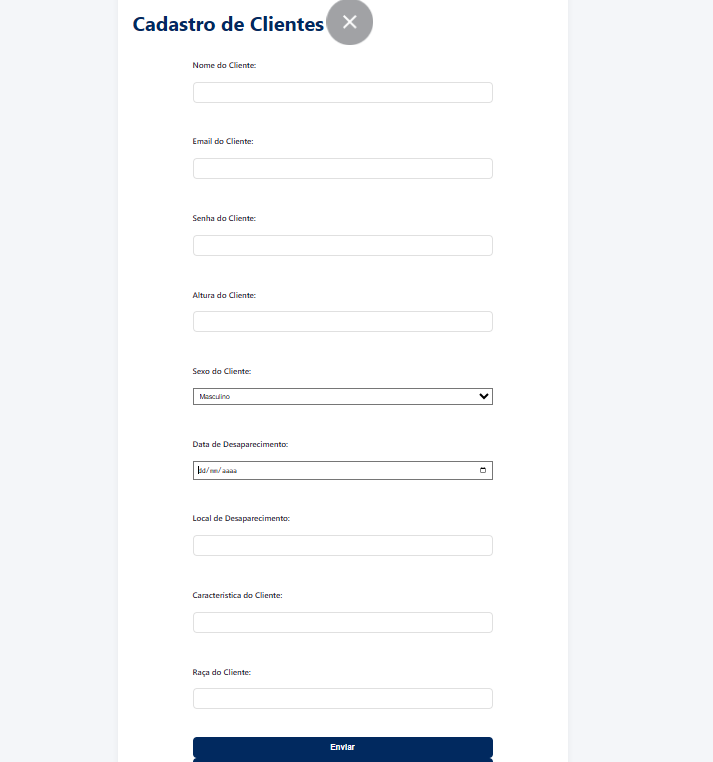 Cadastro de Clientes
Nome do Cliente:
Email do Cliente:
Senha do Cliente:
Altura do Cliente:
Sexo do Cliente:
Masculino
Data de Desaparecimento:
dd/mm/aaaa
Local de Desaparecimento:
Característica do Cliente:
Raça do Cliente:
Enviar